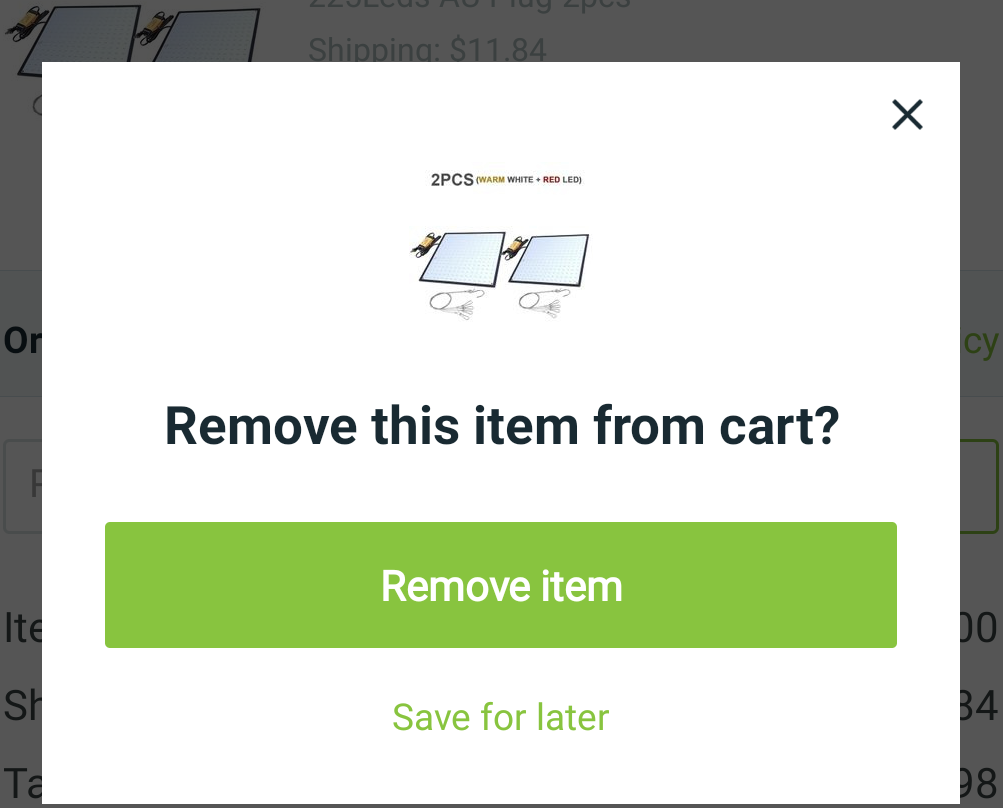 225Leds AC Plug 2pcs
Shipping: $11.84
2PCS (WARM WHITE + RED LED)
Or
cy
Remove this item from cart?
Remove item
Ite
00
Save for later
Sh
84
Ta
98